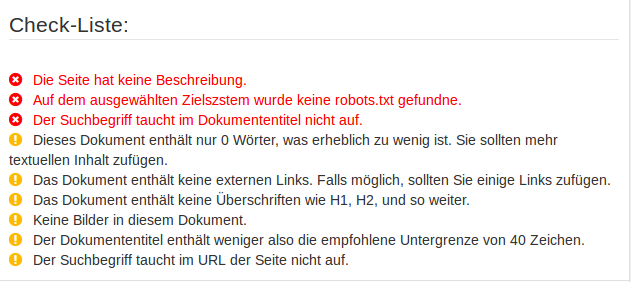 Check-Liste:
Die Seite hat keine Beschreibung.
Auf dem ausgewählten Zielszstem wurde keine robots.txt gefundne.
Der Suchbegriff taucht im Dokumententitel nicht auf.
Dieses Dokument enthält nur 0 Wörter, was erheblich zu wenig ist. Sie sollten mehr
textuellen Inhalt zufügen.
Das Dokument enthält keine externen Links. Falls möglich, sollten Sie einige Links zufügen.
Das Dokument enthält keine Überschriften wie H1, H2, und so weiter.
Keine Bilder in diesem Dokument.
Der Dokumententitel enthält weniger also die empfohlene Untergrenze von 40 Zeichen.
Der Suchbegriff taucht im URL der Seite nicht auf.